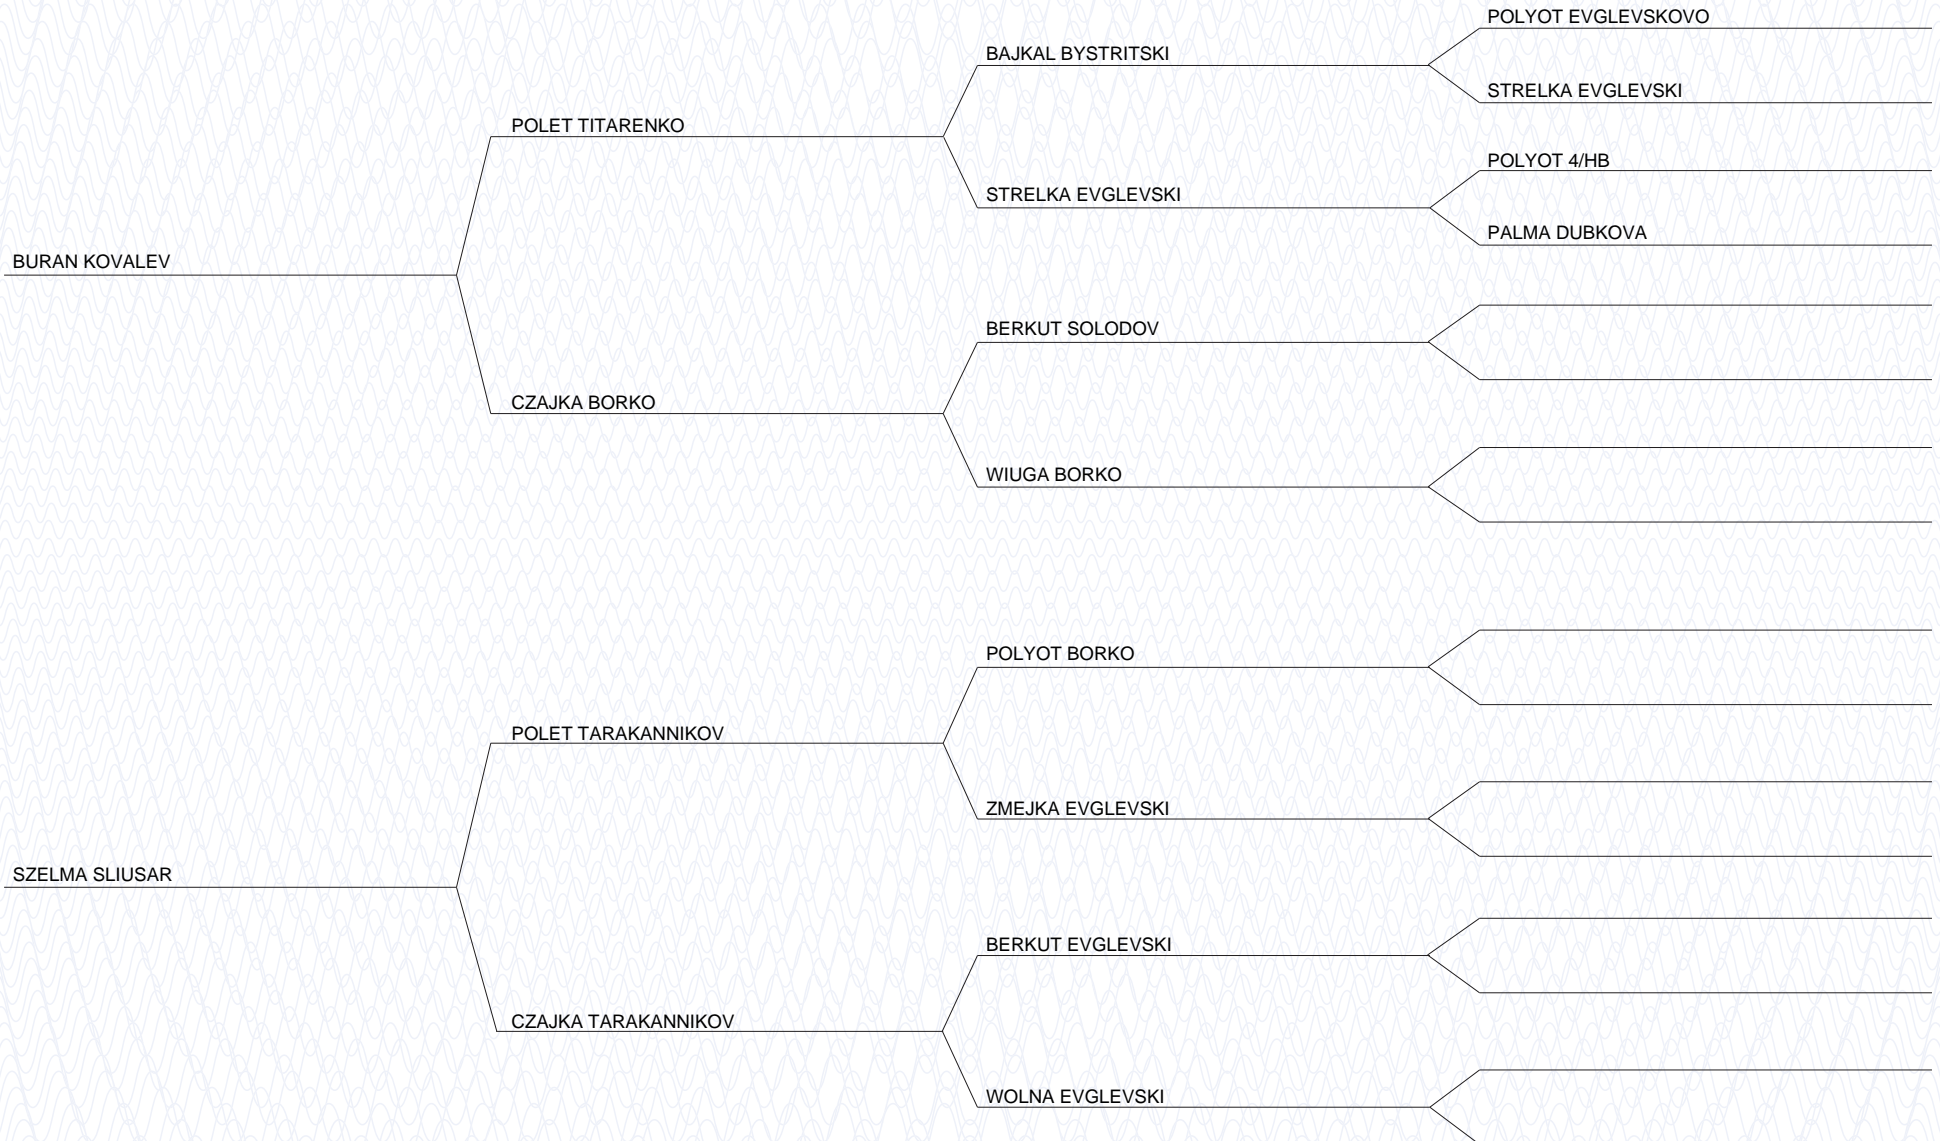 POLYOT EVGLEVSKOVO
BAJKAL BYSTRITSKI
STRELKA EVGLEVSKI
POLET TITARENKO
POLYOT 4/HB
STRELKA EVGLEVSKI
PALMA DUBKOVA
BURAN KOVALEV
BERKUT SOLODOV
CZAJKA BORKO
WIUGA BORKO
POLYOT BORKO
POLET TARAKANNIKOV
ZMEJKA EVGLEVSKI
SZELMA SLIUSAR
BERKUT EVGLEVSKI
CZAJKA TARAKANNIKOV
WOLNA EVGLEVSKI